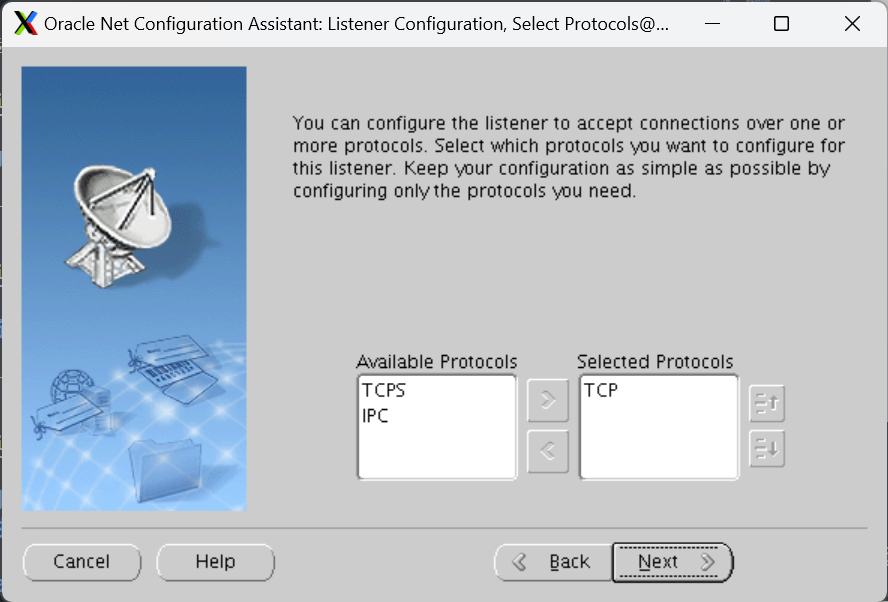 Oracle Net Configuration Assistant: Listener Configuration, Select Protocols@...
You can configure the listener to accept connections over one or
more protocols. Select which protocols you want to configure for
this listener. Keep your configuration as simple as possible by
configuring only the protocols you need.
Available Protocols
TCPS
IPC
Selected Protocols
TCP
Cancel
Help
Back
Next